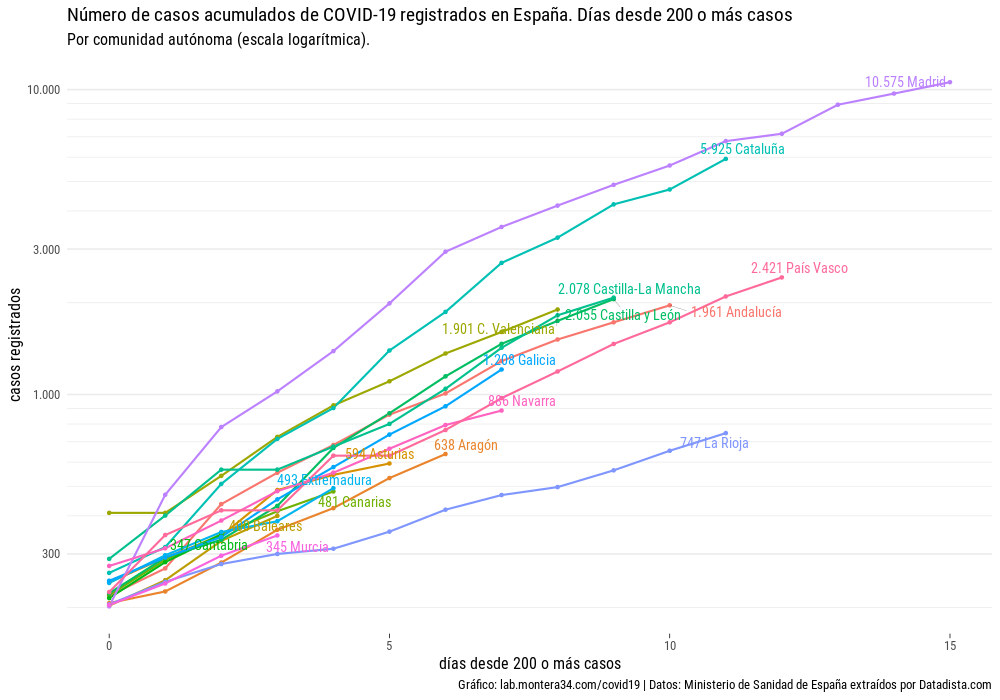 Número de casos acumulados de COVID-19 registrados en España. Días desde 200 o más casos
Por comunidad autónoma (escala logarítmica).
10.000
10.575 Madrid
5.925 Cataluña
3.000
2.421 País Vasco
2.078 Castilla-La Mancha
2.055 Castilla y León
1.961 Andalucía
1.901 C. Valenciana
1.208 Galicia
casos registrados
1.000
886 Navarra
747 La Rioja
638 Aragón
594 Asturias
493 Extremadura
481 Canarias
Baleares
347 Cantabria
345 Murcia
300
0
5
10
15
días desde 200 o más casos
Gráfico: lab.montera34.com/covid19 | Datos: Ministerio de Sanidad de España extraídos por Datadista.com